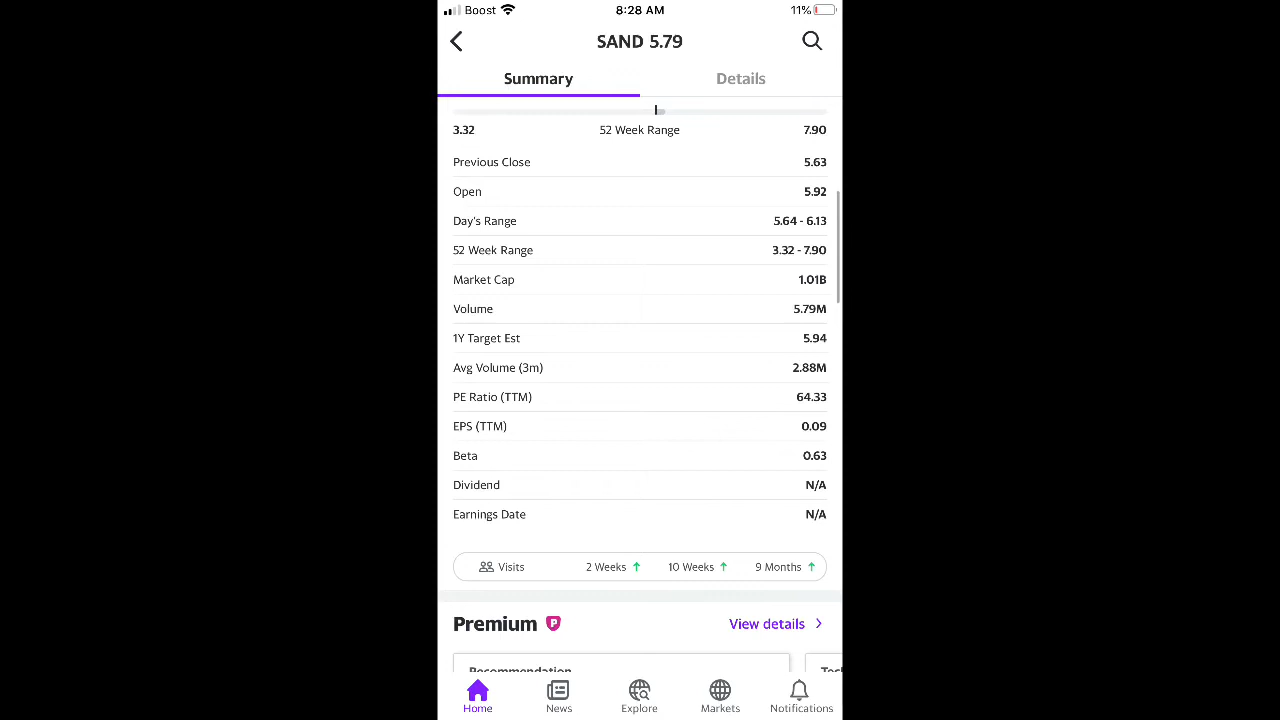 Boost 8:28 AM 11%
SAND 5.79
Summary Details
3.32 52 Week Range 7.90
Previous Close 5.63
Open 5.92
Day's Range 5.64 - 6.13
52 Week Range 3.32 - 7.90
Market Cap 1.01B
Volume 5.79M
1Y Target Est 5.94
Avg Volume (3m) 2.88M
PE Ratio (TTM) 64.33
EPS (TTM) 0.09
Beta 0.63
Dividend N/A
Earnings Date N/A
Visits 2 Weeks ↑ 10 Weeks ↑ 9 Months ↑
Premium P View details >
Recommendation
Home News Explore Markets Notifications